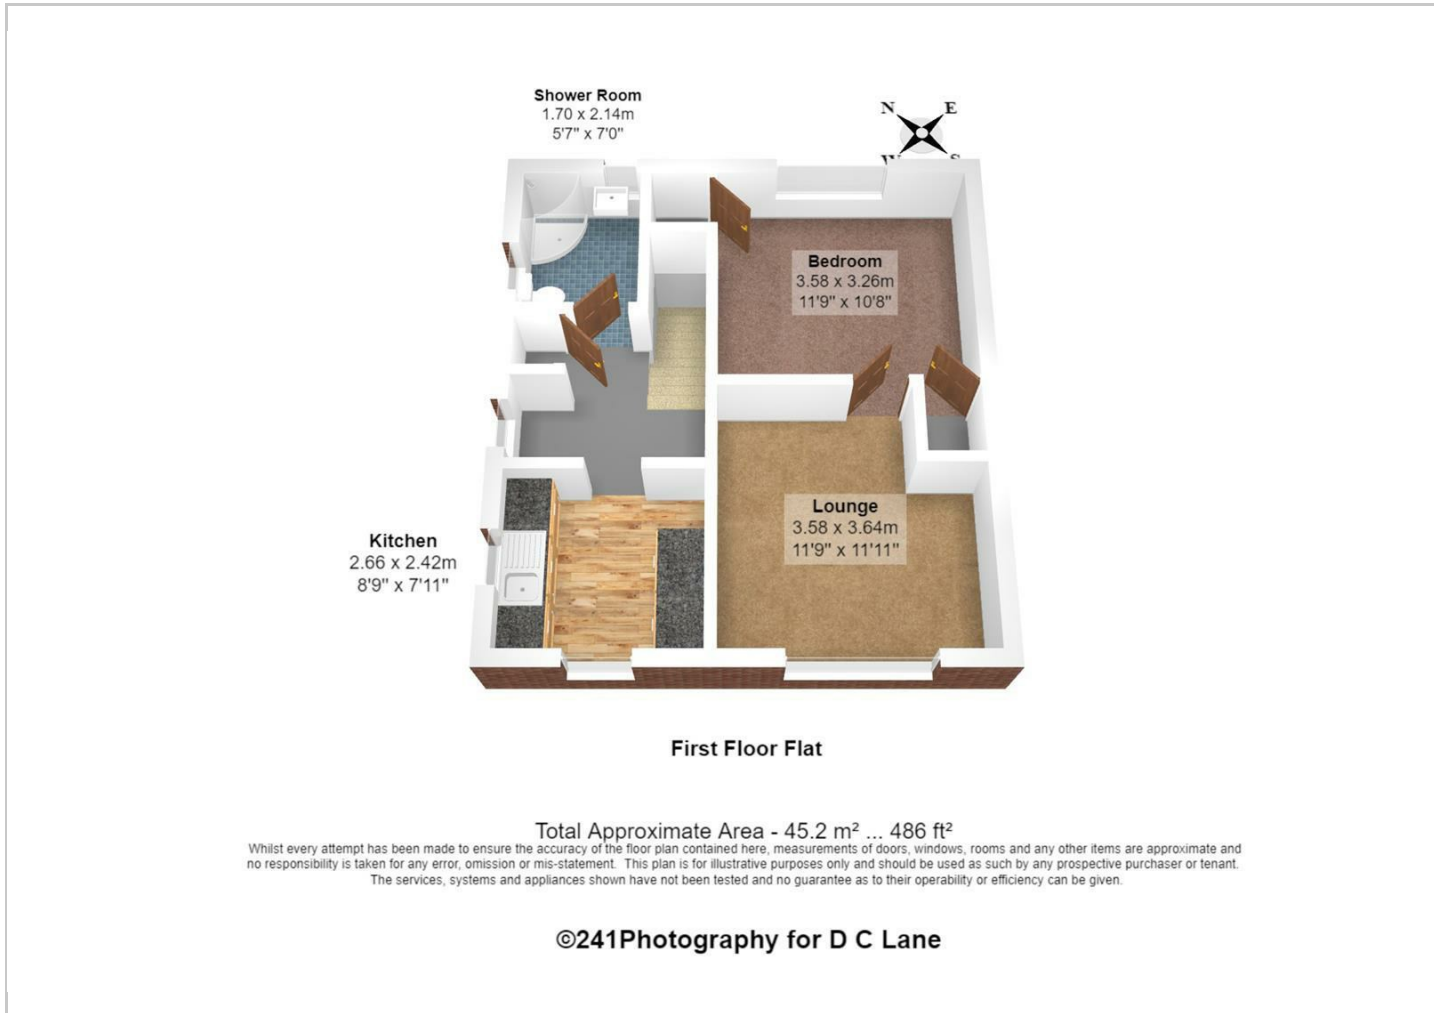 Shower Room
1.70 x 2.14m
5'7" x 7'0"
N E
W S
Bedroom
3.58 x 3.26m
11'9" x 10'8"
Lounge
3.58 x 3.64m
11'9" x 11'11"
Kitchen
2.66 x 2.42m
8'9" x 7'11"
First Floor Flat
Total Approximate Area - 45.2 m² ... 486 ft²
Whilst every attempt has been made to ensure the accuracy of the floor plan contained here, measurements of doors, windows, rooms and any other items are approximate and
no responsibility is taken for any error, omission or mis-statement. This plan is for illustrative purposes only and should be used as such by any prospective purchaser or tenant.
The services, systems and appliances shown have not been tested and no guarantee as to their operability or efficiency can be given.
©241Photography for D C Lane